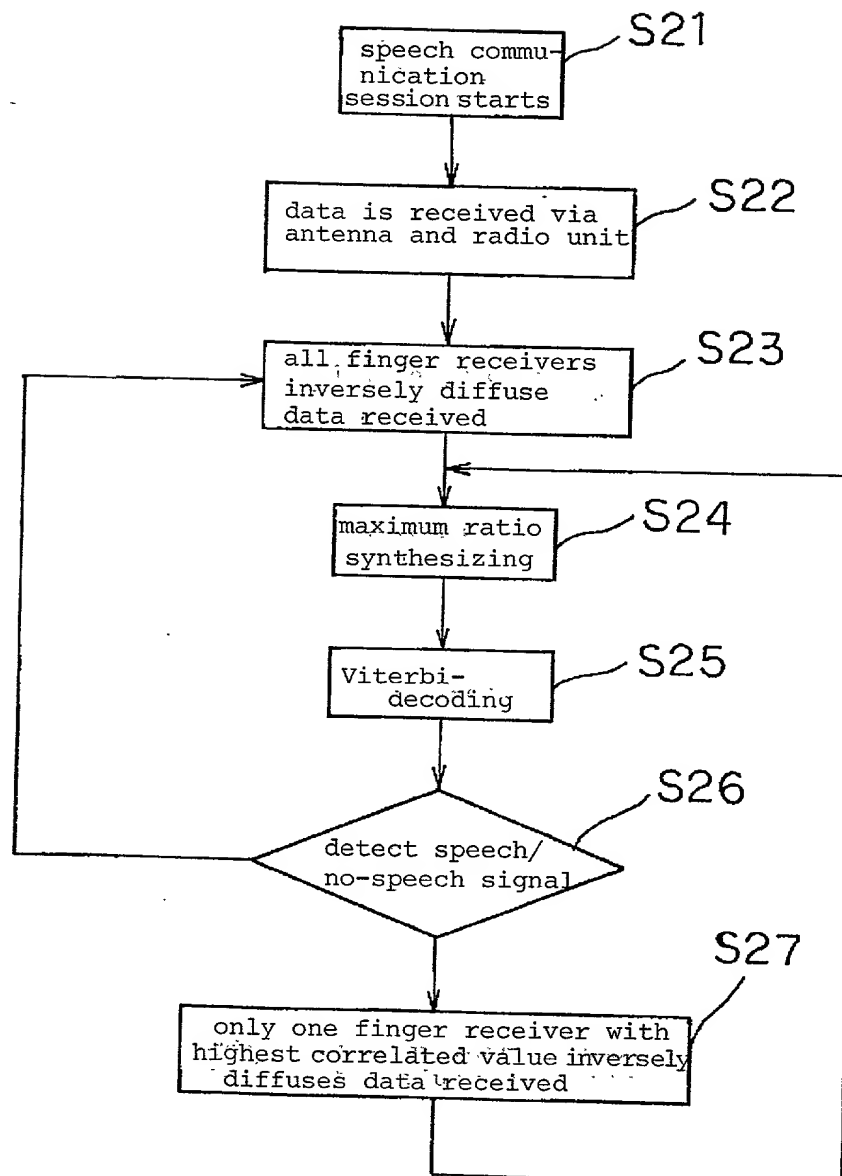 S21
speech commu-
nication
session starts
S22
data is received via
antenna and radio unit
S23
all finger receivers
inversely diffuse
data received
S24
maximum ratio
synthesizing
S25
Viterbi-
decoding
S26
detect speech/
no-speech signal
S27
only one finger receiver with
highest correlated value inversely
diffuses data received